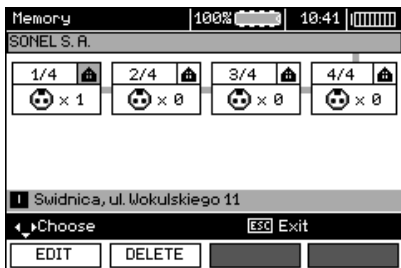 Memory 100% 10:41
SONEL S. A.
1/4 2/4 3/4 4/4
x 1 x 0 x 0 x 0
I Swidnica, ul. Wokulskiego 11
Choose ESC Exit
EDIT DELETE